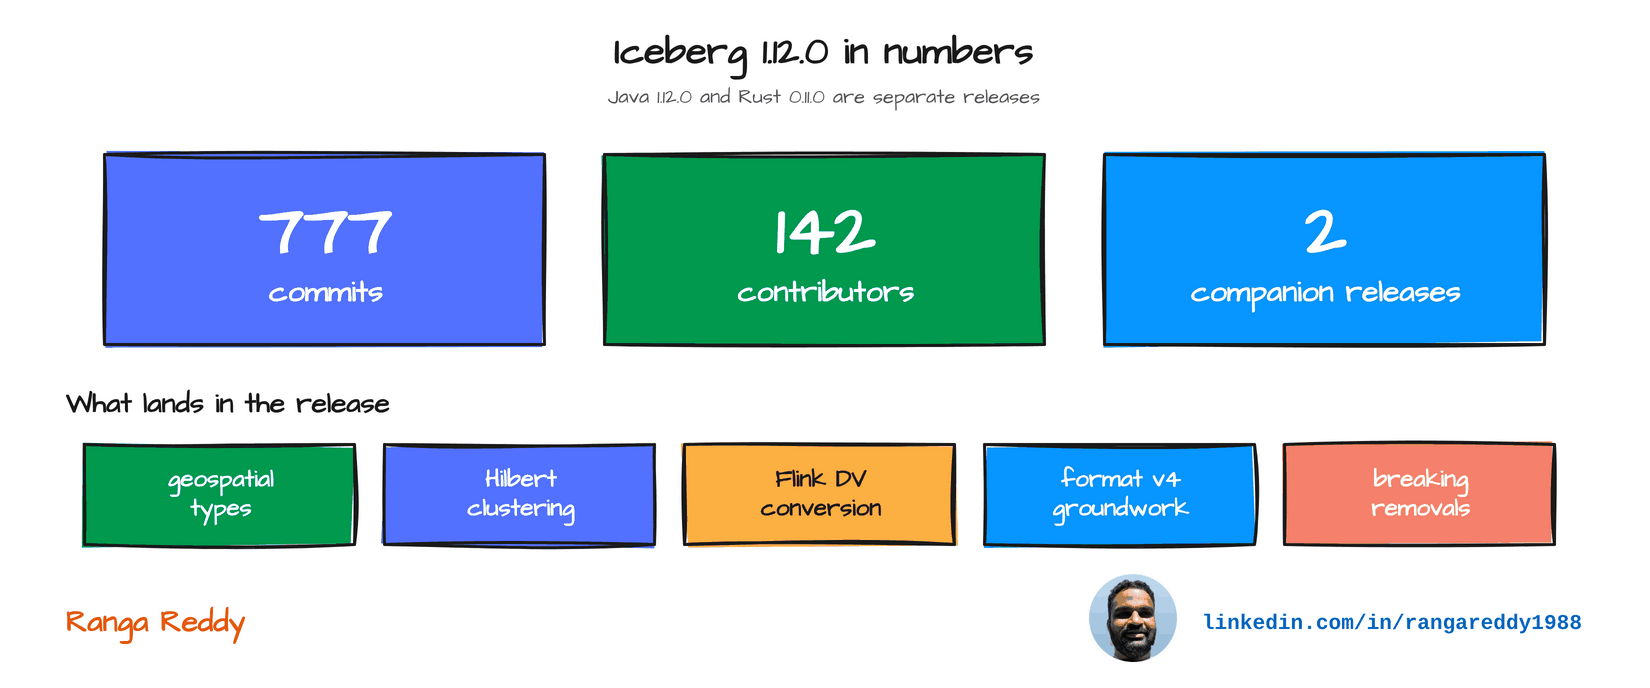 Iceberg 1.12.0 in numbers
Java 1.12.0 and Rust 0.11.0 are separate releases
777
commits
142
contributors
2
companion releases
What lands in the release
geospatial
types
Hilbert
clustering
Flink DV
conversion
format v4
groundwork
breaking
removals
Ranga Reddy
linkedin.com/in/rangareddy1988